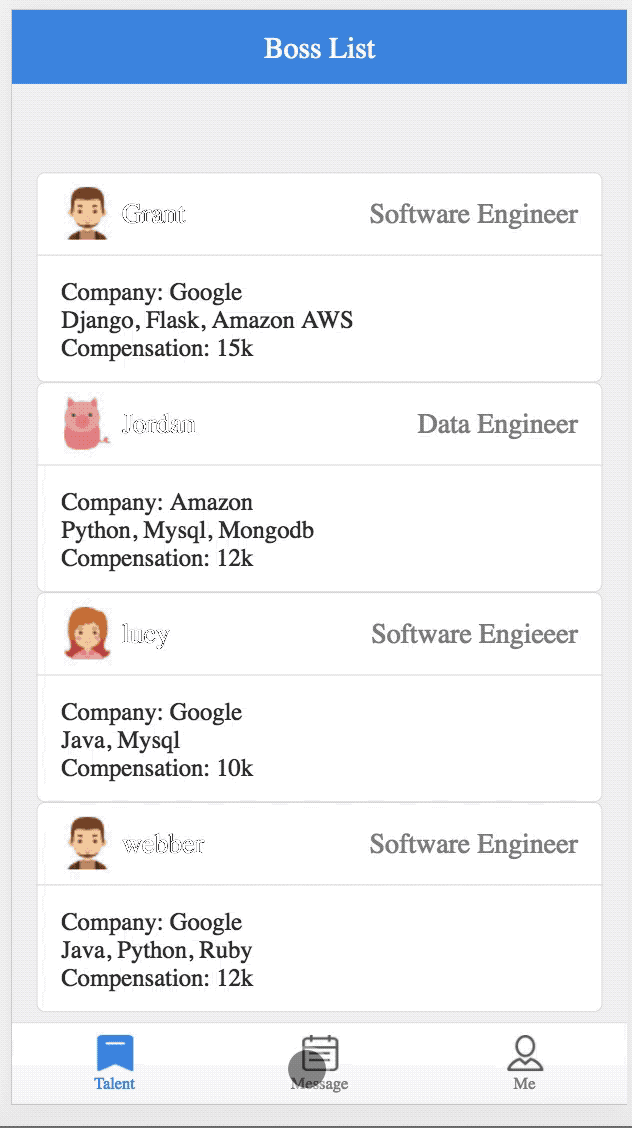 Boss List
Grant Software Engineer
Company: Google
Django, Flask, Amazon AWS
Compensation: 15k
Jordan Data Engineer
Company: Amazon
Python, Mysql, Mongodb
Compensation: 12k
lucy Software Engieeer
Company: Google
Java, Mysql
Compensation: 10k
webber Software Engineer
Company: Google
Java, Python, Ruby
Compensation: 12k
Talent Message Me